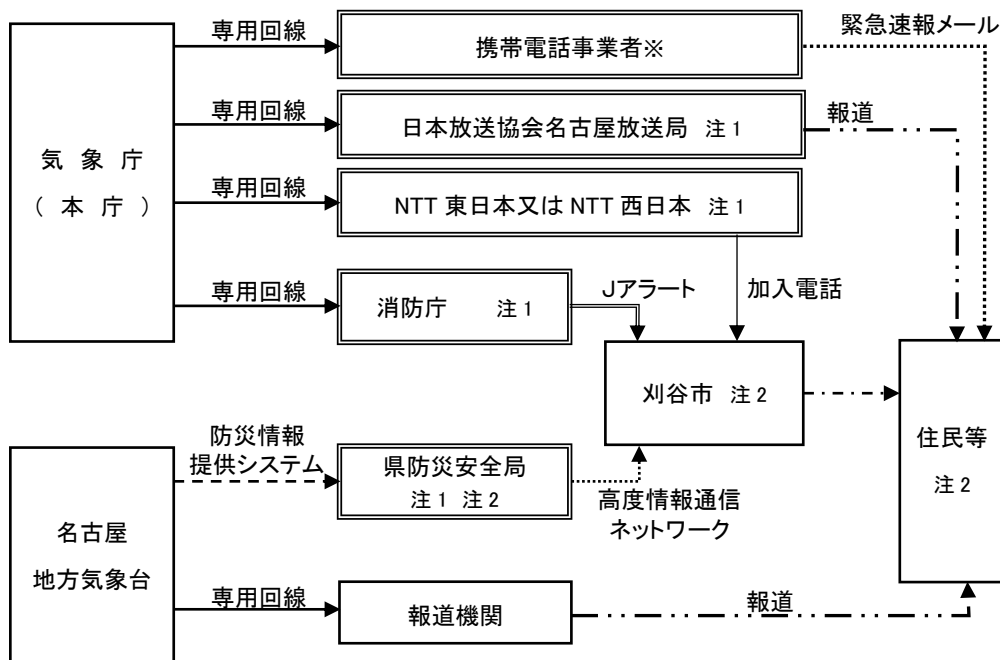 専用回線
携帯電話事業者※
緊急速報メール
専用回線
日本放送協会名古屋放送局 注1
報道
気 象 庁
( 本 庁 )
専用回線
NTT 東日本又は NTT 西日本 注1
専用回線
消防庁 注1
Jアラート
加入電話
刈谷市 注2
住民等
注2
防災情報
提供システム
県防災安全局
注1 注2
高度情報通信
ネットワーク
名古屋
地方気象台
専用回線
報道機関
報道